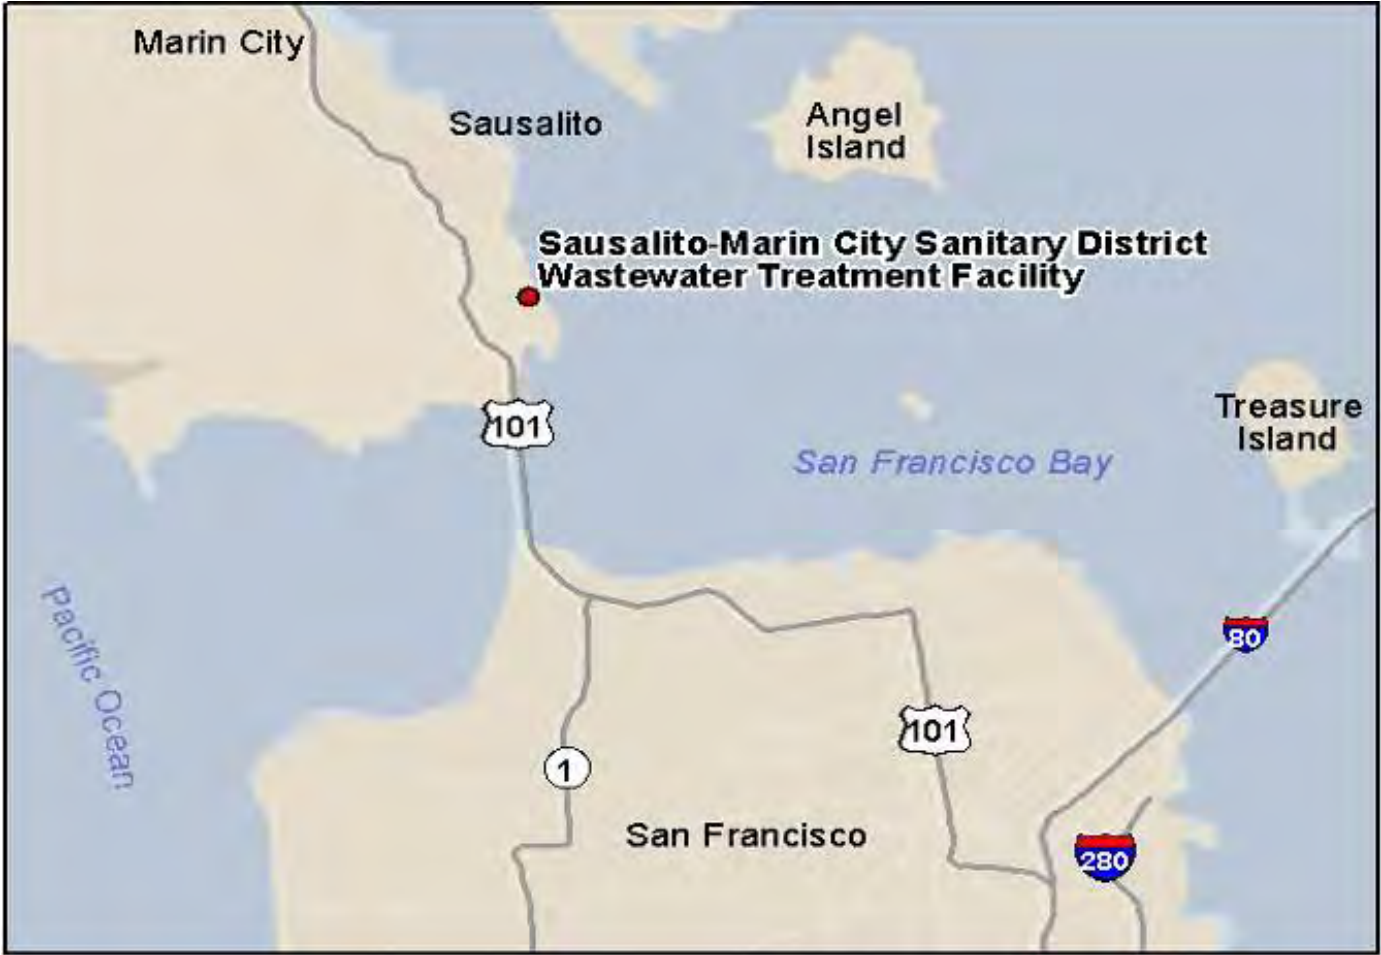 Marin City
Sausalito
Angel
Island
Sausalito-Marin City Sanitary District
Wastewater Treatment Facility
101
Treasure
Island
San Francisco Bay
Pacific Ocean
80
101
1
San Francisco
280